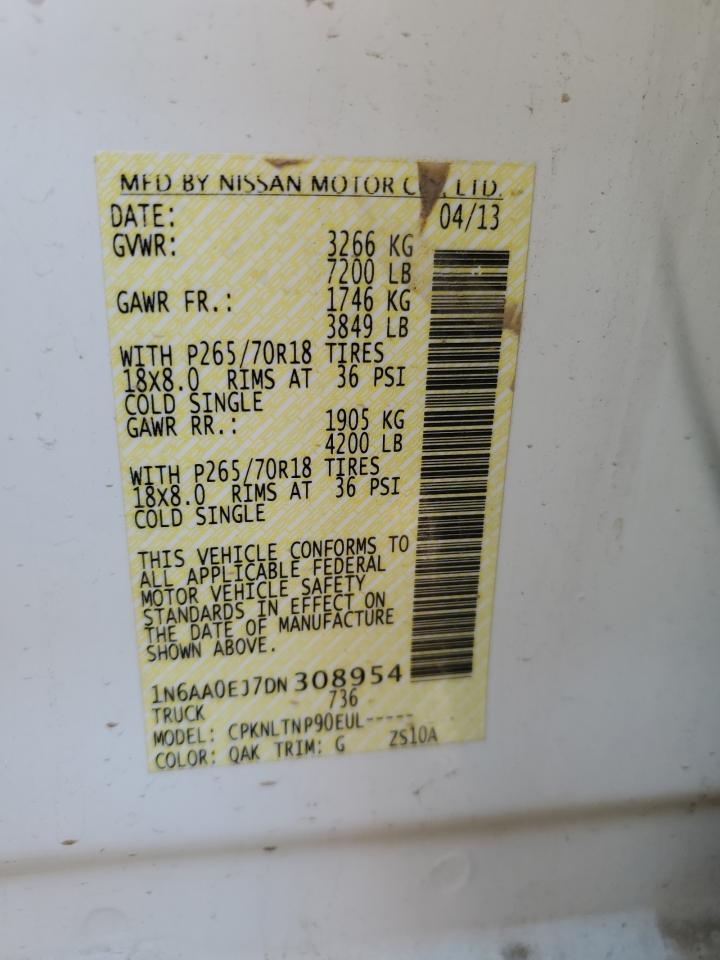 MFD BY NISSAN MOTOR CO., LTD.
DATE: 04/13
GVWR: 3266 KG
7200 LB
GAWR FR.: 1746 KG
3849 LB
WITH P265/70R18 TIRES
18X8.0 RIMS AT 36 PSI
COLD SINGLE
GAWR RR.: 1905 KG
4200 LB
WITH P265/70R18 TIRES
18X8.0 RIMS AT 36 PSI
COLD SINGLE
THIS VEHICLE CONFORMS TO
ALL APPLICABLE FEDERAL
MOTOR VEHICLE SAFETY
STANDARDS IN EFFECT ON
THE DATE OF MANUFACTURE
SHOWN ABOVE.
1N6AA0EJ7DN308954
TRUCK 736
MODEL: CPKNLTNP90EUL-----
COLOR: QAK TRIM: G ZS10A